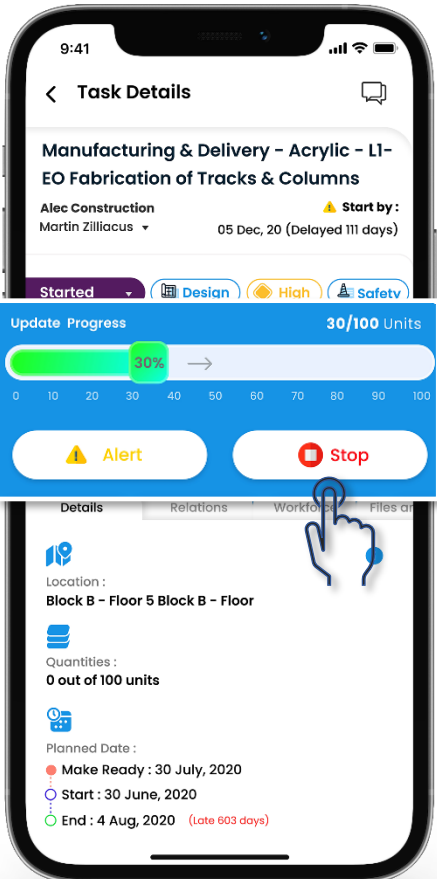 9:41
Task Details
Manufacturing & Delivery - Acrylic - L1-
EO Fabrication of Tracks & Columns
Alec Construction
Start by :
Martin Zilliacus
05 Dec, 20 (Delayed 111 days)
Started Design High Safety
Update Progress
30/100 Units
30%
0 10 20 30 40 50 60 70 80 90 100
Alert Stop
Details Relations Workforce Files an
Location :
Block B - Floor 5 Block B - Floor
Quantities :
0 out of 100 units
Planned Date :
Make Ready : 30 July, 2020
Start : 30 June, 2020
End : 4 Aug, 2020 (Late 603 days)